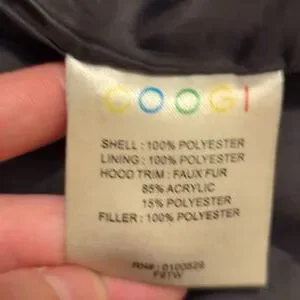 COOGI
SHELL : 100% POLYESTER
LINING : 100% POLYESTER
HOOD TRIM : FAUX FUR
85% ACRYLIC
15% POLYESTER
FILLER : 100% POLYESTER